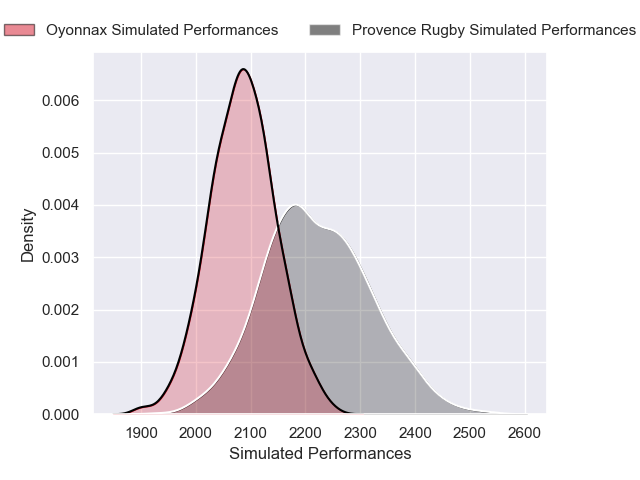 Oyonnax Simulated Performances Provence Rugby Simulated Performances
0.006
0.005
0.004
0.003
0.002
0.001
0.000
Density
1900 2000 2100 2200 2300 2400 2500 2600
Simulated Performances